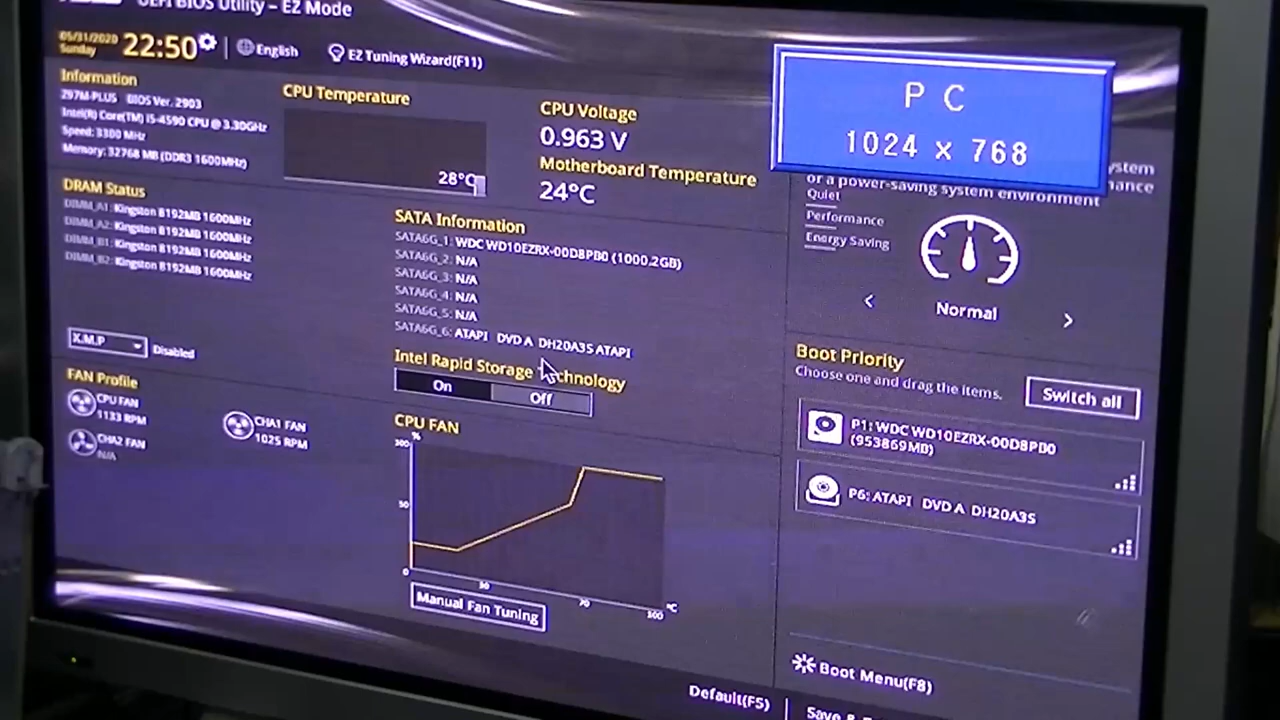 UEFI BIOS Utility – EZ Mode
05/31/2020
Sunday
22:50
English
EZ Tuning Wizard(F11)
PC
1024 x 768
Information
Z97M-PLUS BIOS Ver. 2903
Intel(R) Core(TM) i5-4590 CPU @ 3.30GHz
Speed: 3300 MHz
Memory: 32768 MB (DDR3 1600MHz)
CPU Temperature
28°C
CPU Voltage
0.963 V
Motherboard Temperature
24°C
DRAM Status
DIMM_A1: Kingston 8192MB 1600MHz
DIMM_A2: Kingston 8192MB 1600MHz
DIMM_B1: Kingston 8192MB 1600MHz
DIMM_B2: Kingston 8192MB 1600MHz
X.M.P
Disabled
SATA Information
SATA6G_1: WDC WD10EZRX-00D8PB0 (1000.2GB)
SATA6G_2: N/A
SATA6G_3: N/A
SATA6G_4: N/A
SATA6G_5: N/A
SATA6G_6: ATAPI DVD A DH20A3S ATAPI
Intel Rapid Storage Technology
On
Off
FAN Profile
CPU FAN
1133 RPM
CHA1 FAN
1025 RPM
CHA2 FAN
N/A
CPU FAN
%
100
50
0
30
70
100
°C
Manual Fan Tuning
or a power-saving system environment
Quiet
Performance
Energy Saving
Normal
Boot Priority
Choose one and drag the items.
Switch all
P1: WDC WD10EZRX-00D8PB0
(953869MB)
P6: ATAPI DVD A DH20A3S
Boot Menu(F8)
Default(F5)
Save &